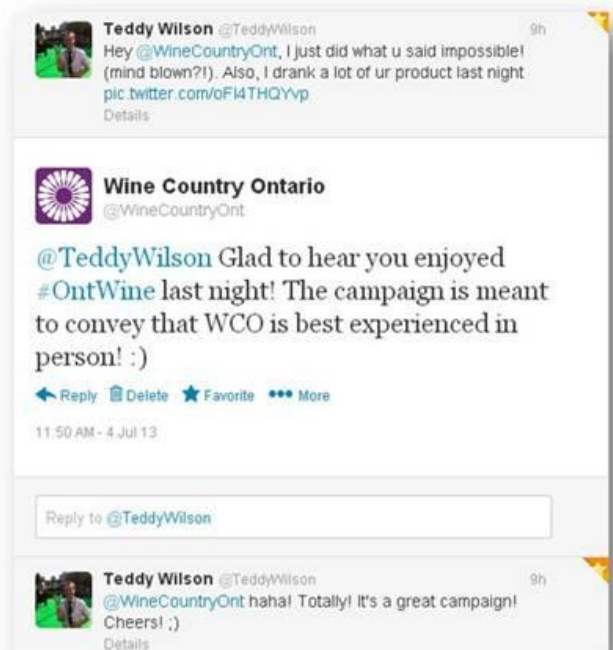 Teddy Wilson @TeddyWilson 9h
Hey @WineCountryOnt, I just did what u said impossible!
(mind blown?!). Also, I drank a lot of ur product last night
pic.twitter.com/oFI4THQYvp
Details
Wine Country Ontario
@WineCountryOnt
@TeddyWilson Glad to hear you enjoyed
#OntWine last night! The campaign is meant
to convey that WCO is best experienced in
person! :)
Reply Delete Favorite ••• More
11:50 AM - 4 Jul 13
Reply to @TeddyWilson
Teddy Wilson @TeddyWilson 9h
@WineCountryOnt haha! Totally! It's a great campaign!
Cheers! ;)
Details